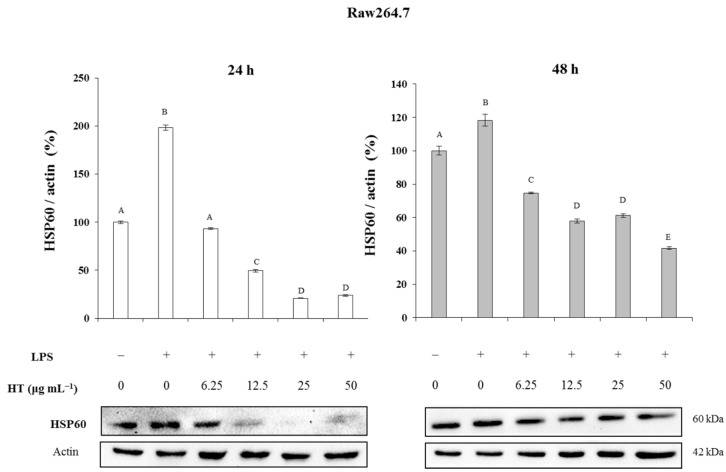 Raw264.7
24 h
48 h
HSP60 / actin (%)
250
200
150
100
50
0
A
B
A
C
D
D
HSP60 / actin (%)
140
120
100
80
60
40
20
0
A
B
C
D
D
E
LPS – + + + + + – + + + + +
HT (μg mL⁻¹) 0 0 6.25 12.5 25 50 0 0 6.25 12.5 25 50
HSP60 60 kDa
Actin 42 kDa